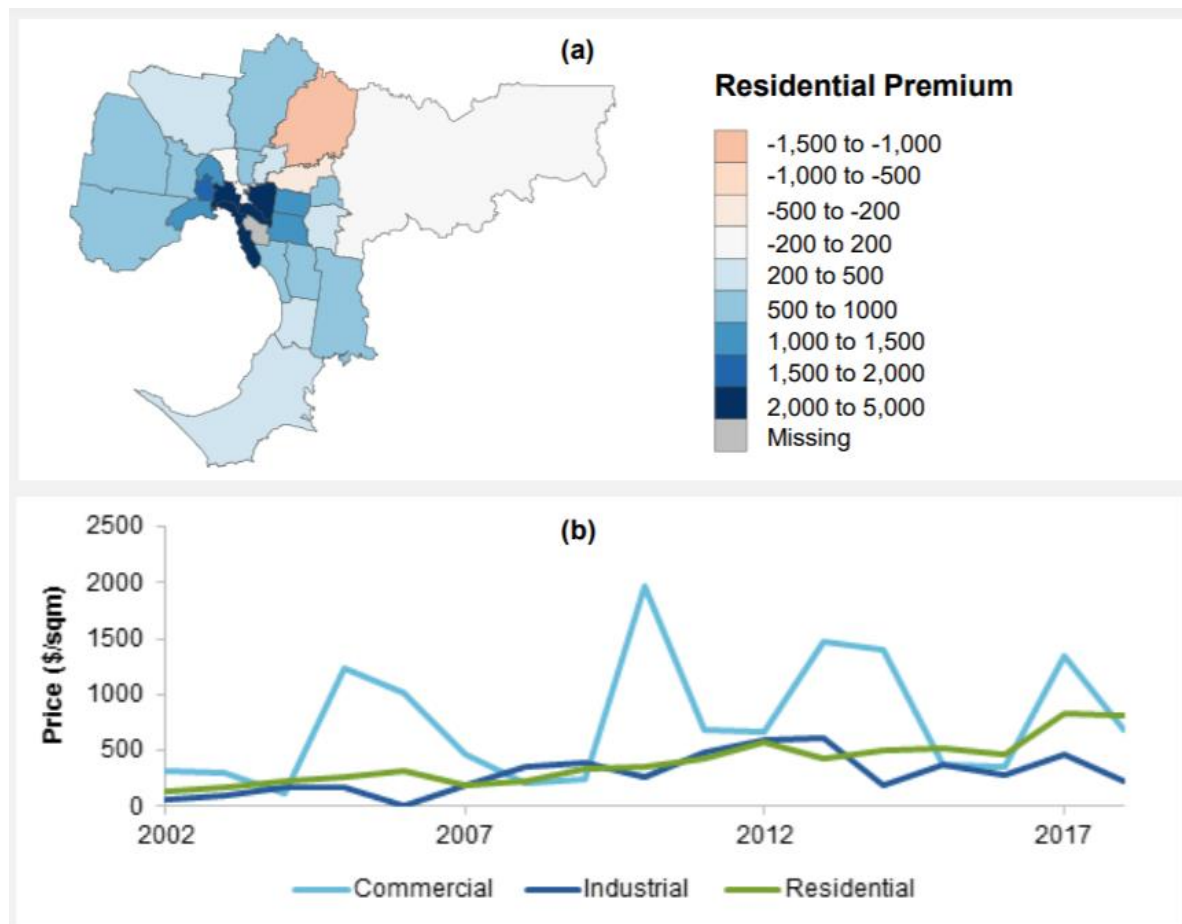 (a)
Residential Premium
-1,500 to -1,000
-1,000 to -500
-500 to -200
-200 to 200
200 to 500
500 to 1000
1,000 to 1,500
1,500 to 2,000
2,000 to 5,000
Missing
(b)
Price ($/sqm)
2500
2000
1500
1000
500
0
2002 2007 2012 2017
Commercial Industrial Residential